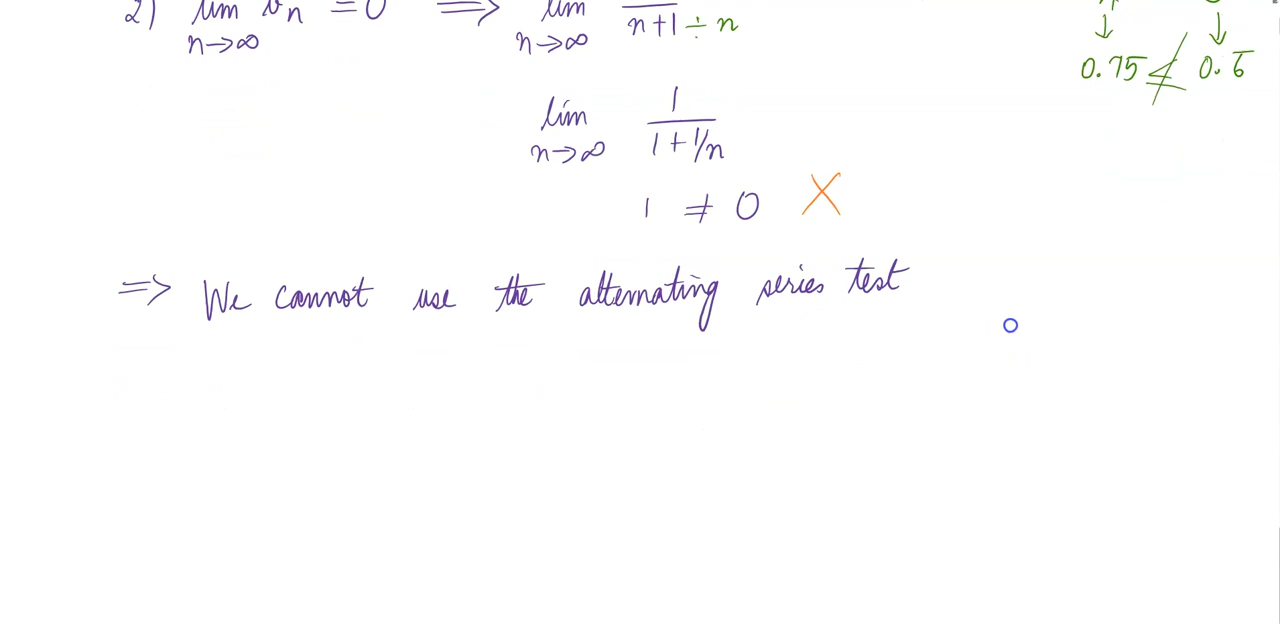 2) lim bn = 0 ⟹ lim
n→∞ n→∞ n+1 ÷ n
0.75 ≮ 0.6̅
lim 1
n→∞ 1 + 1/n
1 ≠ 0 X
=> We cannot use the alternating series test